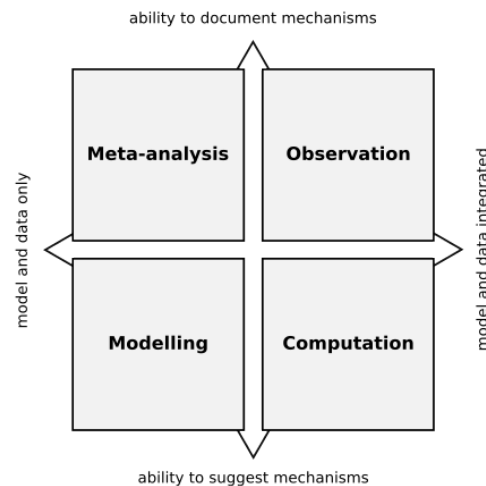 ability to document mechanisms
Meta-analysis
Observation
model and data only
model and data integrated
Modelling
Computation
ability to suggest mechanisms